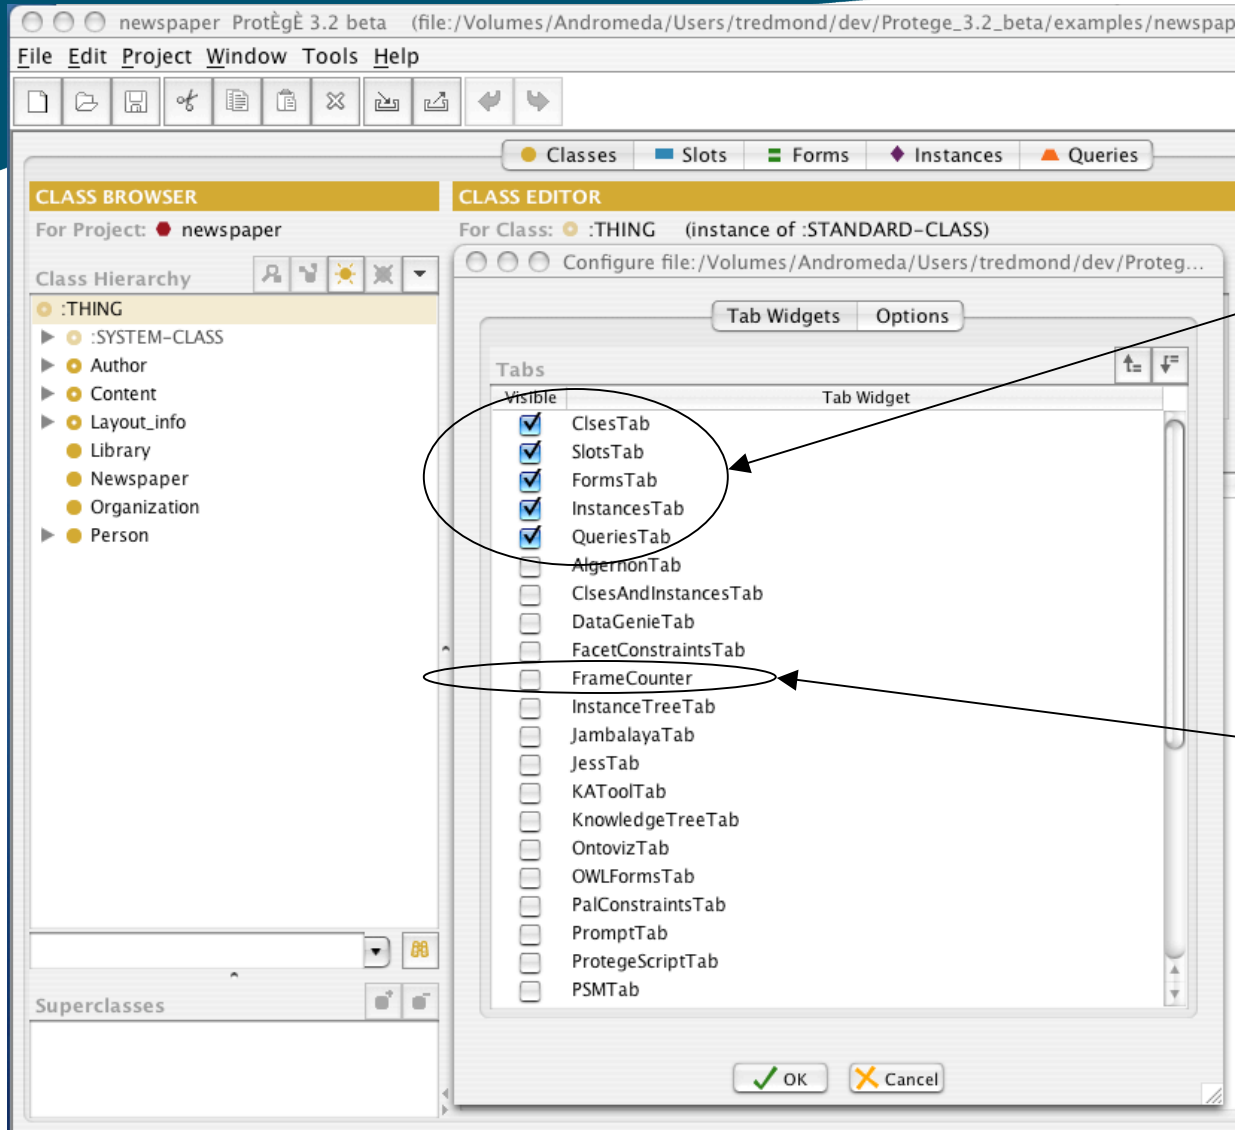 newspaper ProtÈgÈ 3.2 beta (file:/Volumes/Andromeda/Users/tredmond/dev/Protege_3.2_beta/examples/newspap
File Edit Project Window Tools Help
Classes Slots Forms Instances Queries
CLASS BROWSER
For Project: newspaper
Class Hierarchy
:THING
:SYSTEM-CLASS
Author
Content
Layout_info
Library
Newspaper
Organization
Person
Superclasses
CLASS EDITOR
For Class: :THING (instance of :STANDARD-CLASS)
Configure file:/Volumes/Andromeda/Users/tredmond/dev/Proteg...
Tab Widgets Options
Tabs
Visible Tab Widget
ClsesTab
SlotsTab
FormsTab
InstancesTab
QueriesTab
AlgernonTab
ClsesAndInstancesTab
DataGenieTab
FacetConstraintsTab
FrameCounter
InstanceTreeTab
JambalayaTab
JessTab
KAToolTab
KnowledgeTreeTab
OntovizTab
OWLFormsTab
PalConstraintsTab
PromptTab
ProtegeScriptTab
PSMTab
OK Cancel